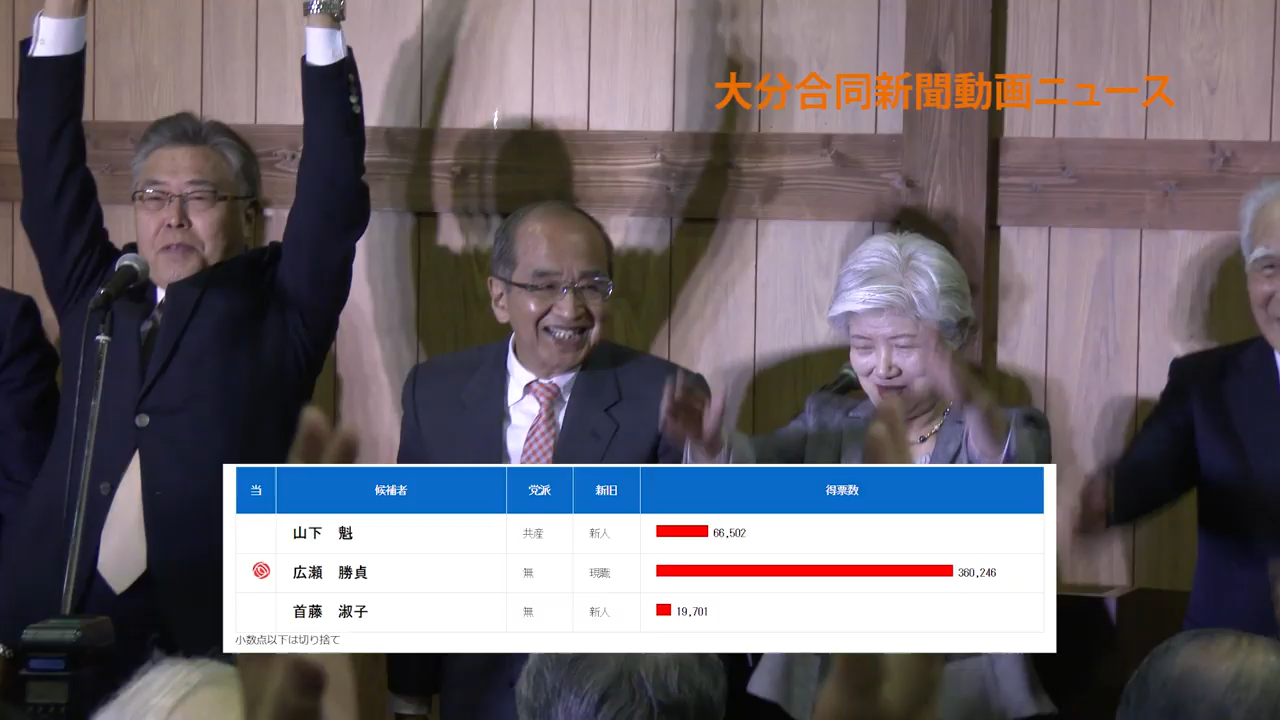 大分合同新聞動画ニュース
当 候補者 党派 新旧 得票数
山下 魁 共産 新人 66,502
広瀬 勝貞 無 現職 360,246
首藤 淑子 無 新人 19,701
小数点以下は切り捨て